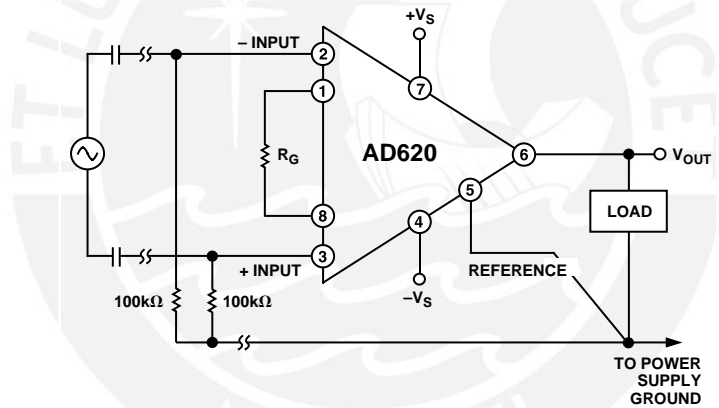 +VS
– INPUT
2
1
7
RG
AD620
6
VOUT
5
LOAD
8
4
3
+ INPUT
REFERENCE
100kΩ
100kΩ
–VS
TO POWER
SUPPLY
GROUND